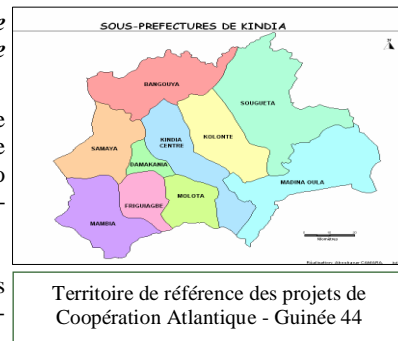 SOUS-PREFECTURES DE KINDIA
N
BANGOUYA
SOUGUETA
KOLONTE
KINDIA
CENTRE
SAMAYA
DAMAKANIA
MADINA OULA
FRIGUIAGBE
MOLOTA
MAMBIA
Territoire de référence des projets de
Coopération Atlantique - Guinée 44